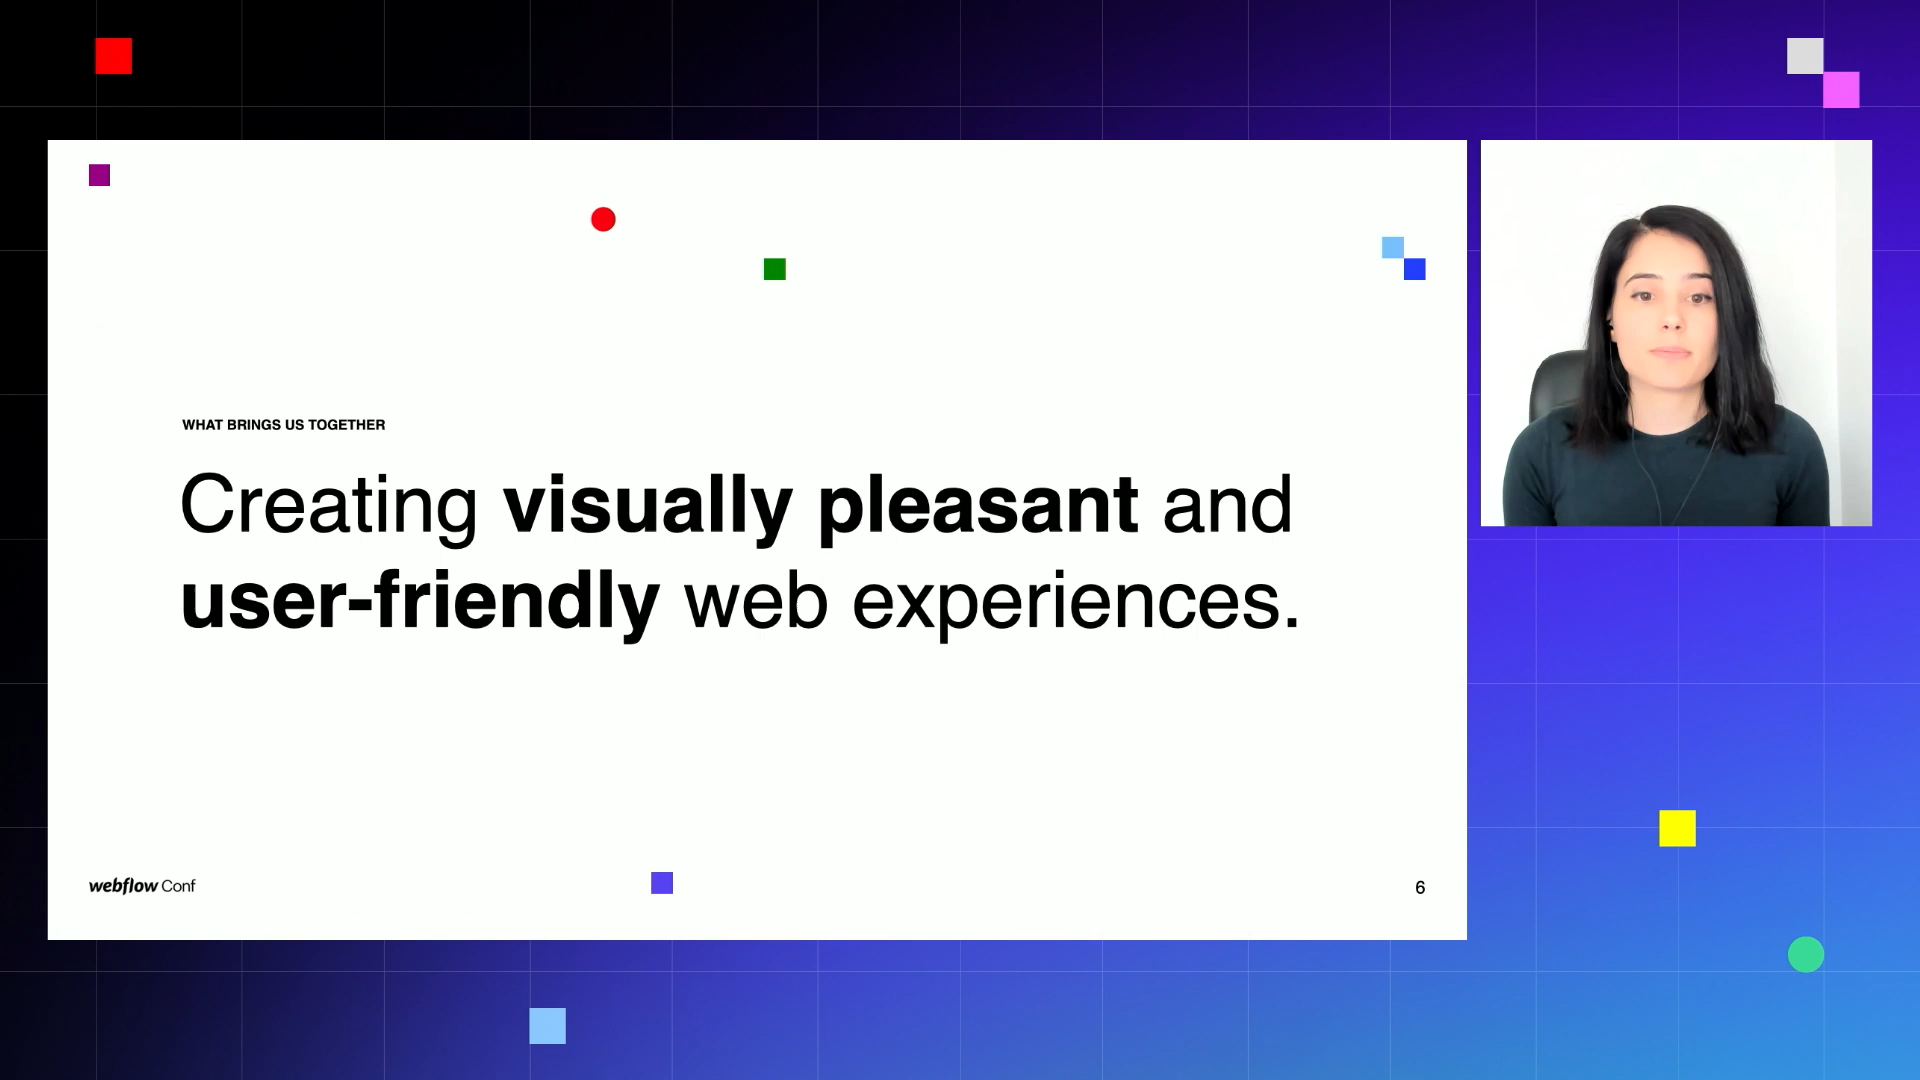 WHAT BRINGS US TOGETHER
Creating visually pleasant and
user-friendly web experiences.
webflow Conf
6